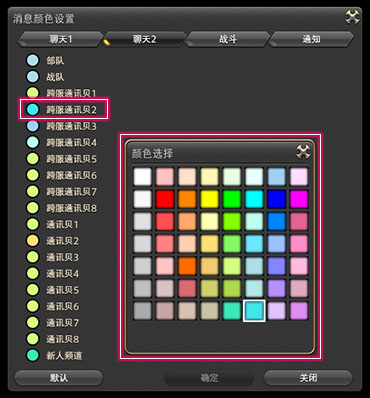 消息颜色设置
聊天1
聊天2
战斗
通知
部队
战队
跨服通讯贝1
跨服通讯贝2
跨服通讯贝3
跨服通讯贝4
跨服通讯贝5
跨服通讯贝6
跨服通讯贝7
跨服通讯贝8
通讯贝1
通讯贝2
通讯贝3
通讯贝4
通讯贝5
通讯贝6
通讯贝7
通讯贝8
新人频道
颜色选择
默认
确定
关闭